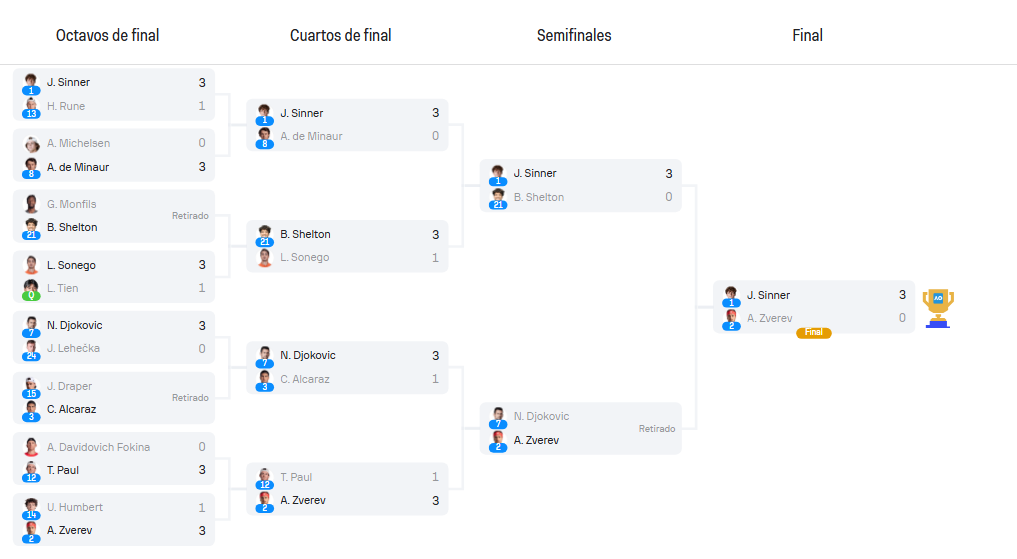 Octavos de final
Cuartos de final
Semifinales
Final
J. Sinner 3
1
H. Rune 1
13
A. Michelsen 0
A. de Minaur 3
8
G. Monfils
Retirado
B. Shelton
21
L. Sonego 3
L. Tien 1
Q
N. Djokovic 3
7
J. Lehečka 0
24
J. Draper
15
Retirado
C. Alcaraz
3
A. Davidovich Fokina 0
T. Paul 3
12
U. Humbert 1
14
A. Zverev 3
2
J. Sinner 3
1
A. de Minaur 0
8
B. Shelton 3
21
L. Sonego 1
N. Djokovic 3
7
C. Alcaraz 1
3
T. Paul 1
12
A. Zverev 3
2
J. Sinner 3
1
B. Shelton 0
21
N. Djokovic
7
Retirado
A. Zverev
2
J. Sinner 3
1
A. Zverev 0
2
Final
AO